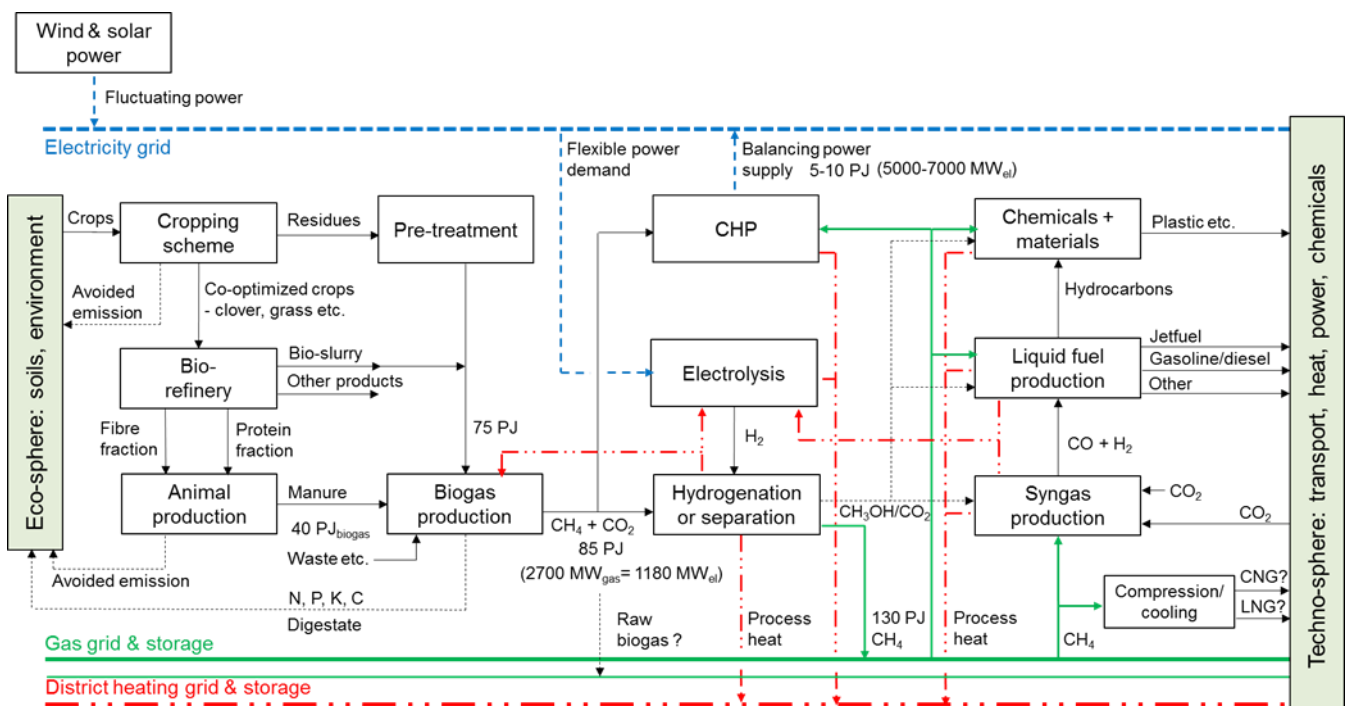 Wind & solar
power
Fluctuating power
Electricity grid
Flexible power
demand
Balancing power
supply 5-10 PJ (5000-7000 MWel)
Eco-sphere: soils, environment
Crops
Cropping
scheme
Residues
Pre-treatment
CHP
Chemicals +
materials
Plastic etc.
Techno-sphere: transport, heat, power, chemicals
Avoided
emission
Co-optimized crops
- clover, grass etc.
Hydrocarbons
Bio-
refinery
Bio-slurry
Other products
Electrolysis
Liquid fuel
production
Jetfuel
Gasoline/diesel
Other
Fibre
fraction
Protein
fraction
75 PJ
H2
CO + H2
Animal
production
Manure
40 PJbiogas
Waste etc.
Biogas
production
CH4 + CO2
85 PJ
(2700 MWgas= 1180 MWel)
Hydrogenation
or separation
CH3OH/CO2
Syngas
production
CO2
CO2
Avoided emission
N, P, K, C
Digestate
Raw
biogas ?
Process
heat
130 PJ
CH4
Process
heat
CH4
Compression/
cooling
CNG?
LNG?
Gas grid & storage
District heating grid & storage